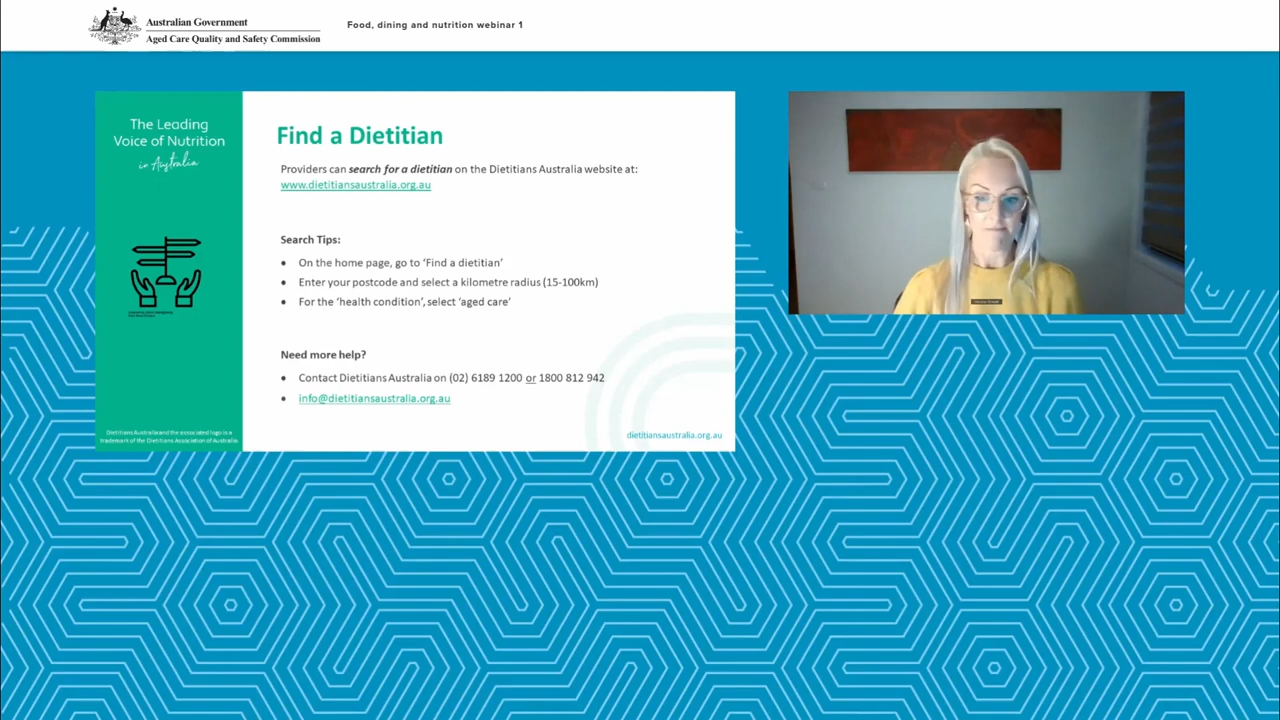 Australian Government
Aged Care Quality and Safety Commission
Food, dining and nutrition webinar 1
The Leading
Voice of Nutrition
in Australia
Dietitians Australia and the associated logo is a
trademark of the Dietitians Association of Australia.
Find a Dietitian
Providers can search for a dietitian on the Dietitians Australia website at:
www.dietitiansaustralia.org.au
Search Tips:
• On the home page, go to ‘Find a dietitian’
• Enter your postcode and select a kilometre radius (15-100km)
• For the ‘health condition’, select ‘aged care’
Need more help?
• Contact Dietitians Australia on (02) 6189 1200 or 1800 812 942
• info@dietitiansaustralia.org.au
dietitiansaustralia.org.au